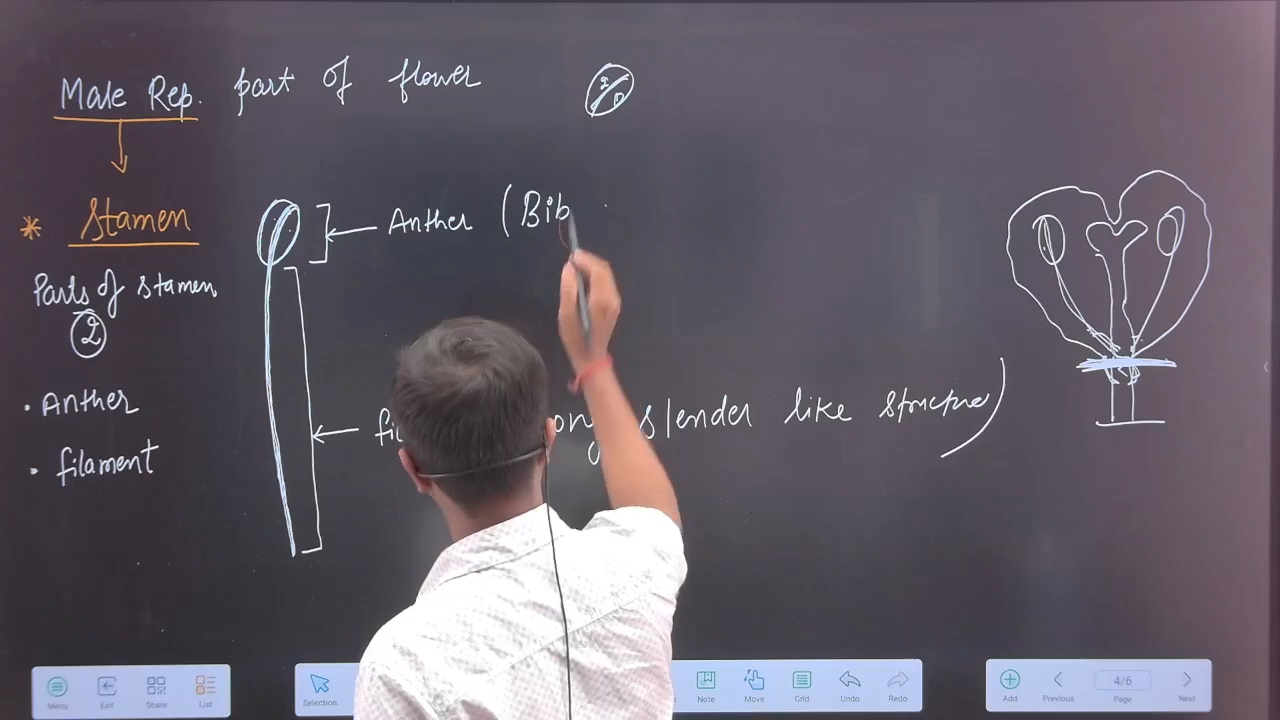 Male Rep. part of flower
* Stamen
Parts of stamen
2
• Anther
• filament
Anther (Bib
slender like structure)
Menu
Exit
Share
List
Selection
Note
Move
Grid
Undo
Redo
Add
Previous
4/6
Page
Next